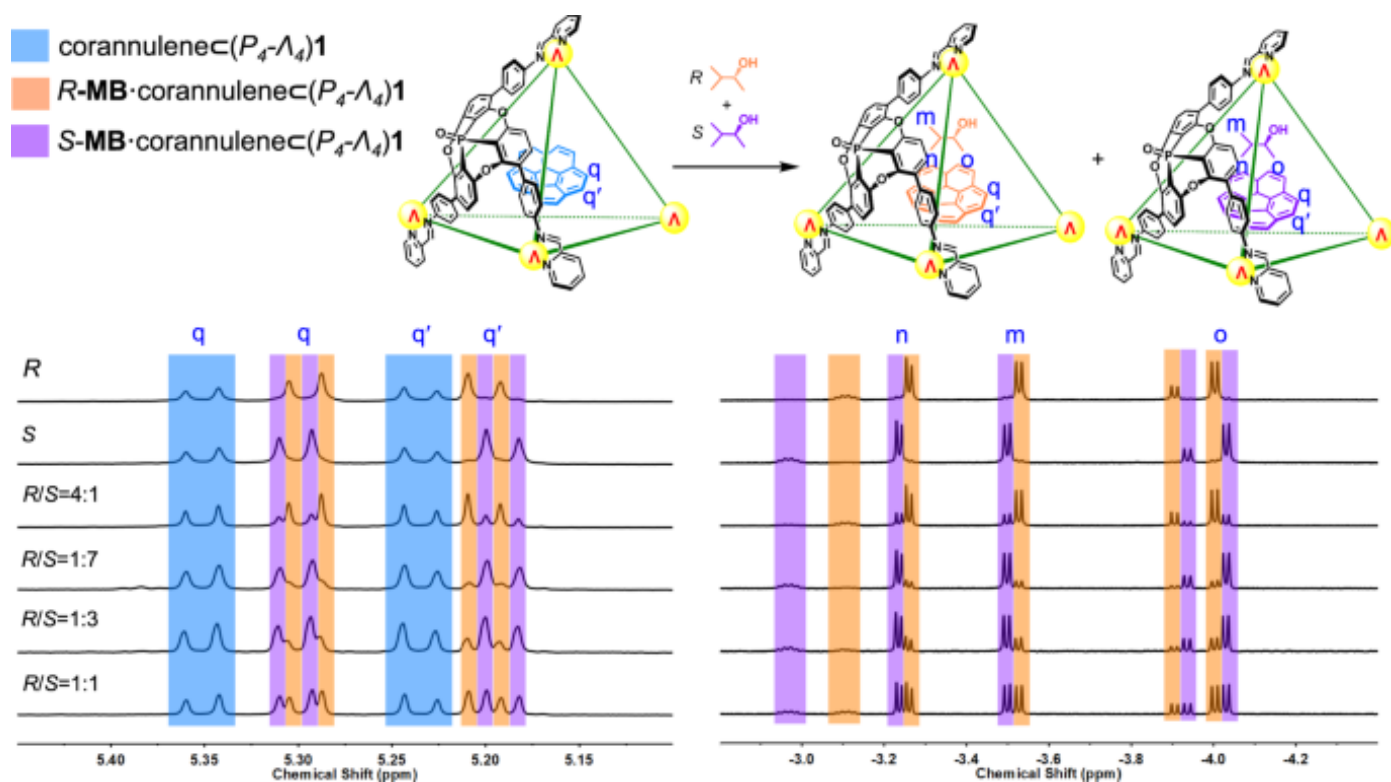 corannulene⊂(P₄-Λ₄)1
R-MB·corannulene⊂(P₄-Λ₄)1
S-MB·corannulene⊂(P₄-Λ₄)1
Λ
Λ
Λ
Λ
N
N
O
O
P
O
O
N
N
N
N
q
q'
R
OH
+
S
OH
Λ
Λ
Λ
Λ
N
N
O
O
P
O
O
N
N
N
N
m
OH
n
o
q
q'
+
Λ
Λ
Λ
Λ
N
N
O
O
P
O
O
N
N
N
N
m
OH
n
o
q
q'
q q q' q' n m o
R
S
R/S=4:1
R/S=1:7
R/S=1:3
R/S=1:1
5.40 5.35 5.30 5.25 5.20 5.15
Chemical Shift (ppm)
-3.0 -3.2 -3.4 -3.6 -3.8 -4.0 -4.2
Chemical Shift (ppm)